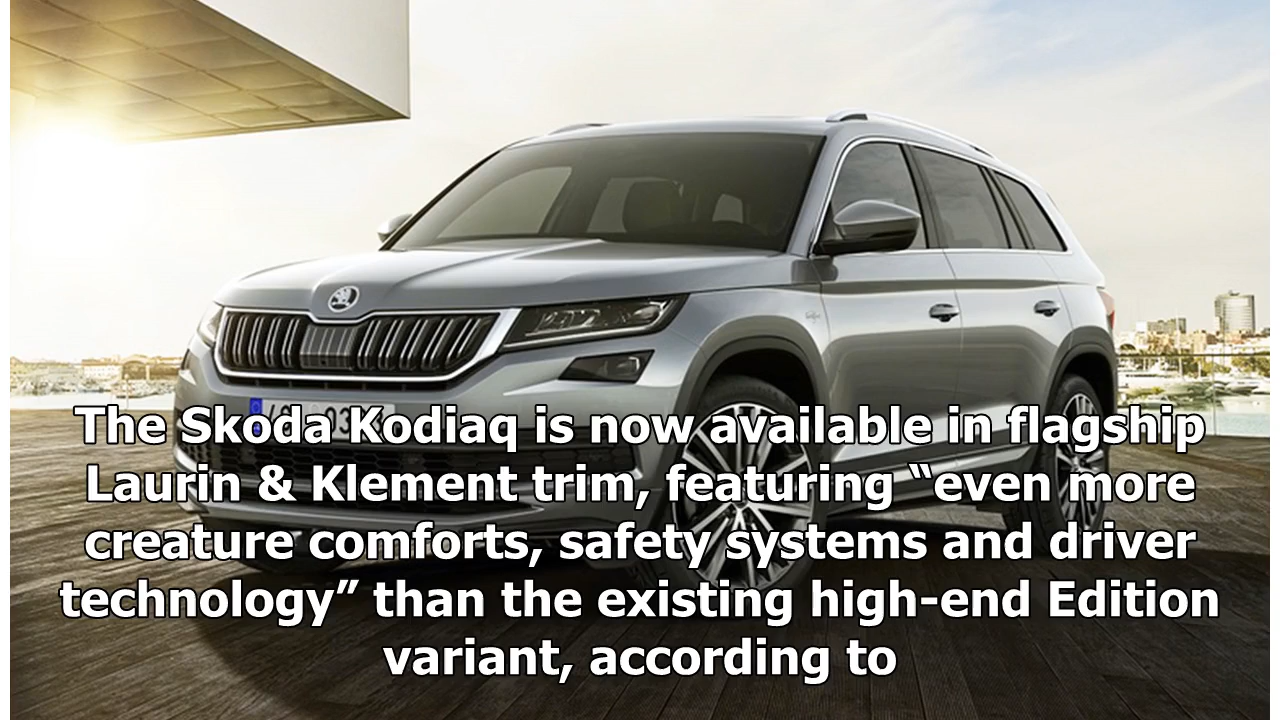 The Skoda Kodiaq is now available in flagship
Laurin & Klement trim, featuring “even more
creature comforts, safety systems and driver
technology” than the existing high-end Edition
variant, according to